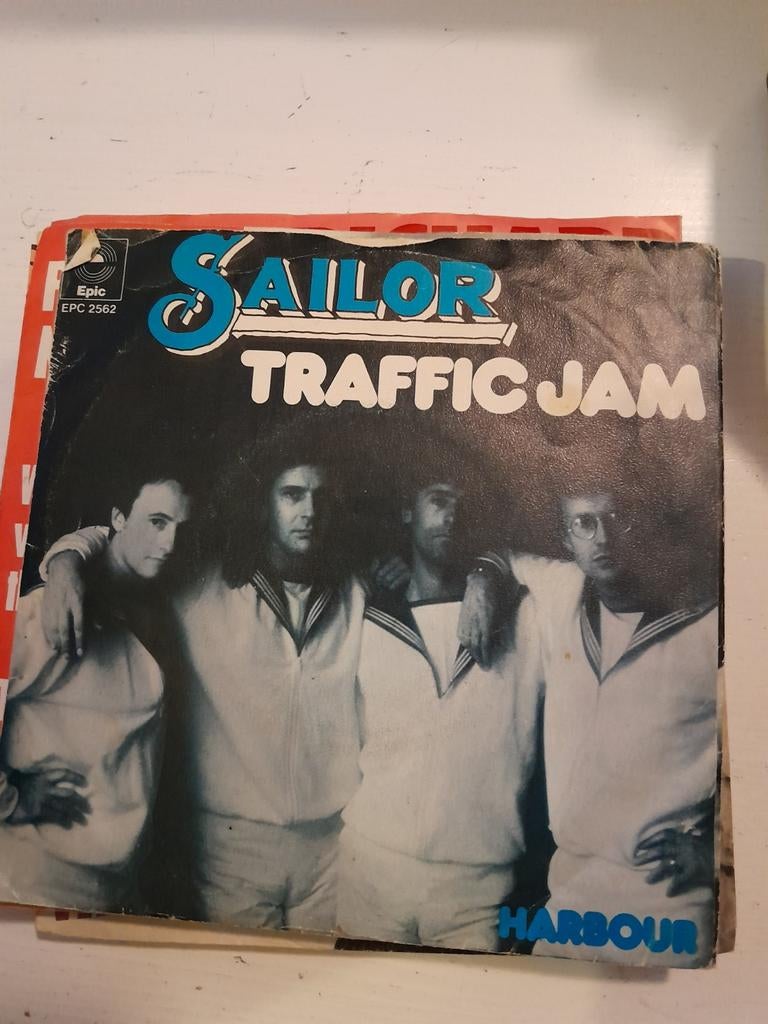 Epic
EPC 2562
SAILOR
TRAFFIC JAM
HARBOUR